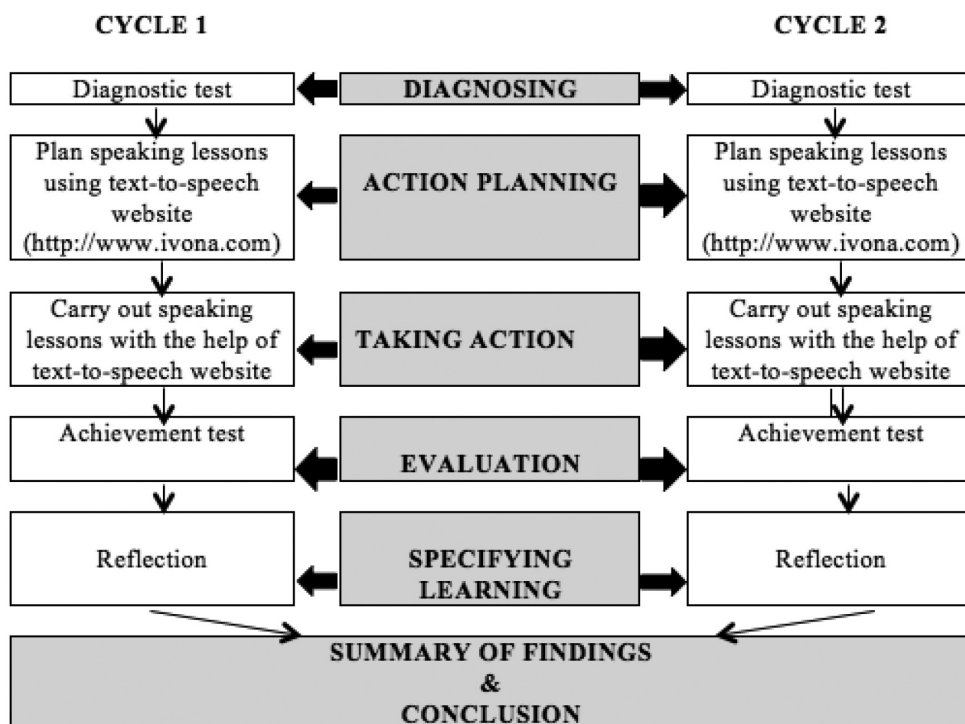 CYCLE 1
CYCLE 2
Diagnostic test
DIAGNOSING
Diagnostic test
Plan speaking lessons
using text-to-speech
website
(http://www.ivona.com)
ACTION PLANNING
Plan speaking lessons
using text-to-speech
website
(http://www.ivona.com)
Carry out speaking
lessons with the help of
text-to-speech website
TAKING ACTION
Carry out speaking
lessons with the help of
text-to-speech website
Achievement test
EVALUATION
Achievement test
Reflection
SPECIFYING
LEARNING
Reflection
SUMMARY OF FINDINGS
&
CONCLUSION